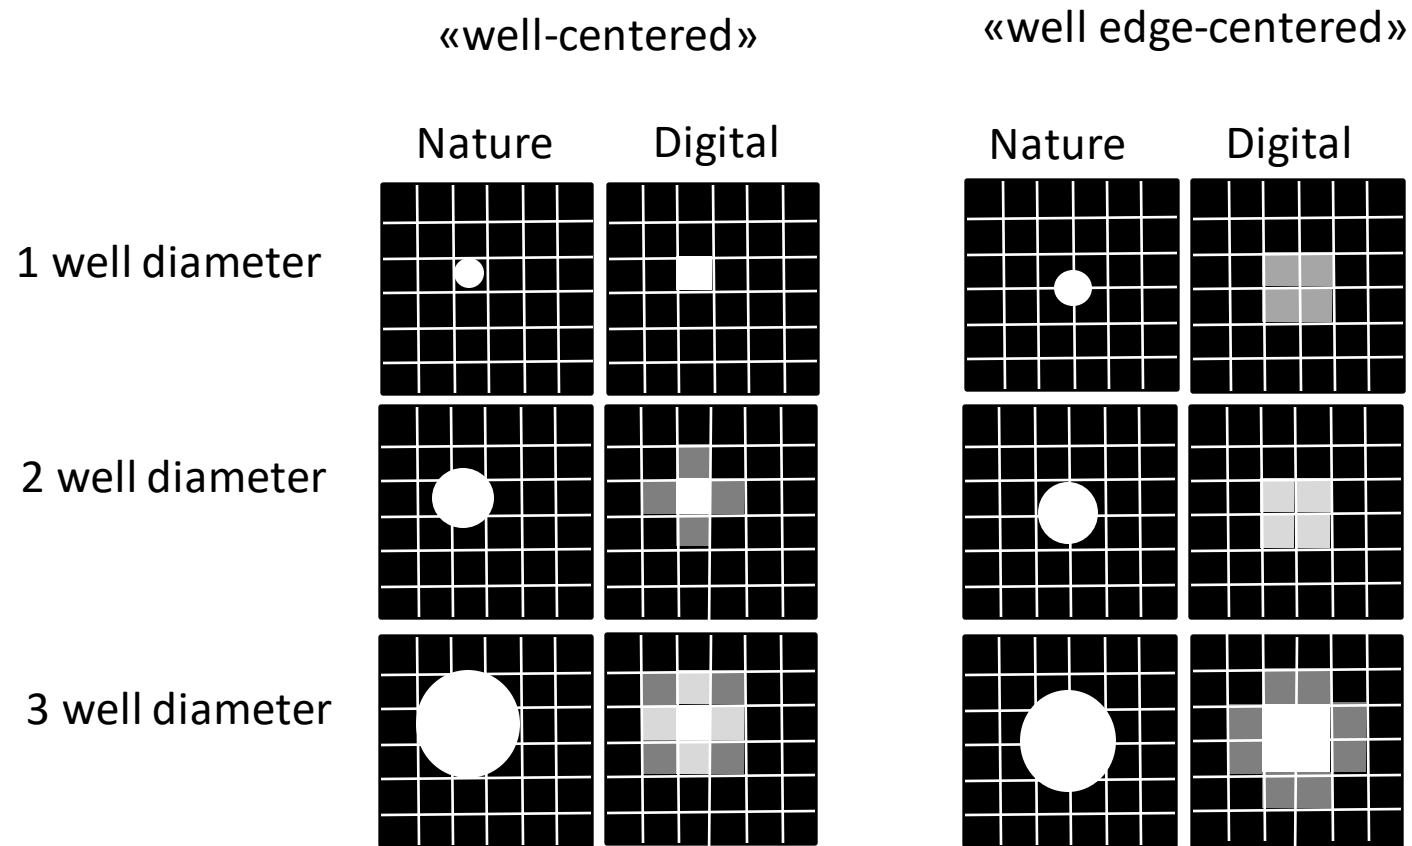 «well-centered»
«well edge-centered»
Nature
Digital
Nature
Digital
1 well diameter
2 well diameter
3 well diameter